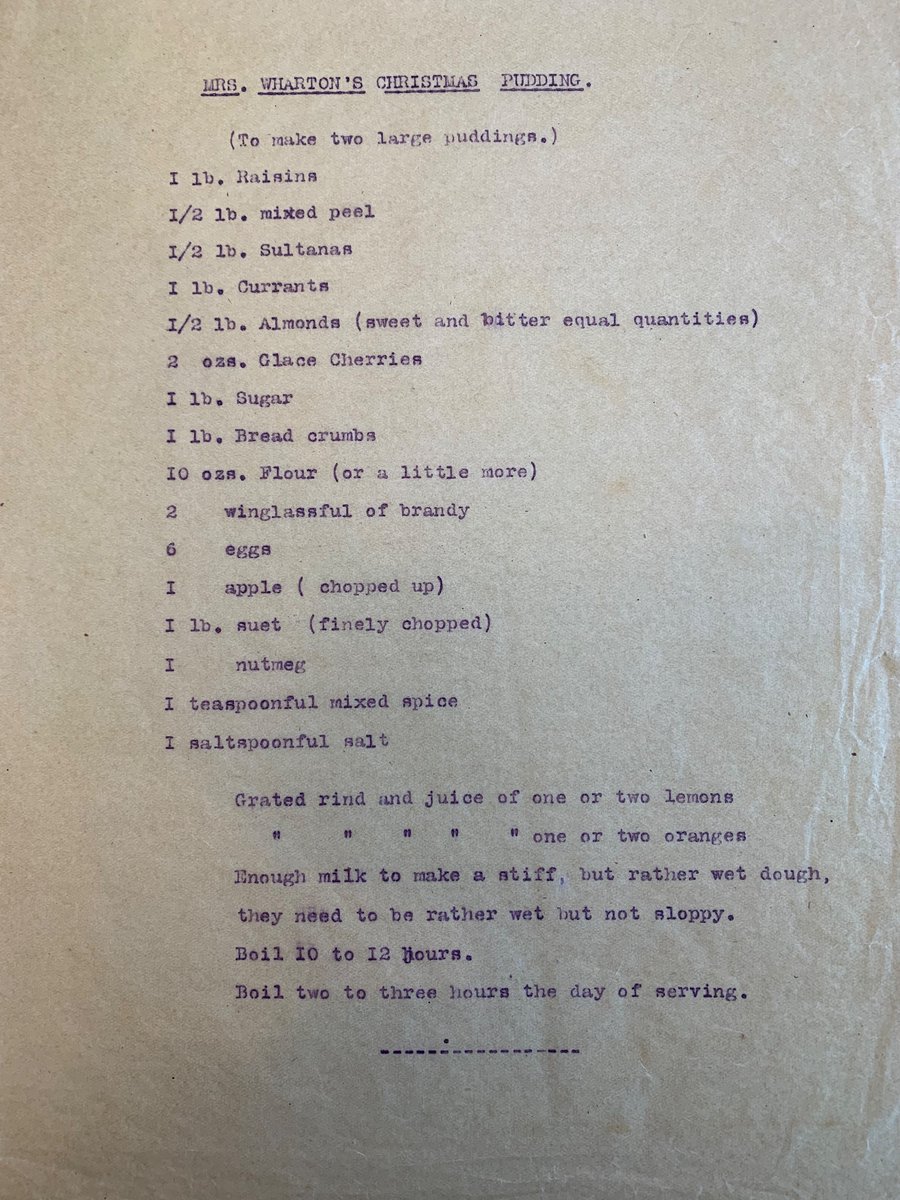 MRS. WHARTON'S CHRISTMAS PUDDING.
(To make two large puddings.)
I lb. Raisins
I/2 lb. mixed peel
I/2 lb. Sultanas
I lb. Currants
I/2 lb. Almonds (sweet and bitter equal quantities)
2 ozs. Glace Cherries
I lb. Sugar
I lb. Bread crumbs
IO ozs. Flour (or a little more)
2 winglassful of brandy
6 eggs
I apple ( chopped up)
I lb. suet (finely chopped)
I nutmeg
I teaspoonful mixed spice
I saltspoonful salt
Grated rind and juice of one or two lemons
" " " " " one or two oranges
Enough milk to make a stiff, but rather wet dough,
they need to be rather wet but not sloppy.
Boil IO to I2 hours.
Boil two to three hours the day of serving.
-----------------